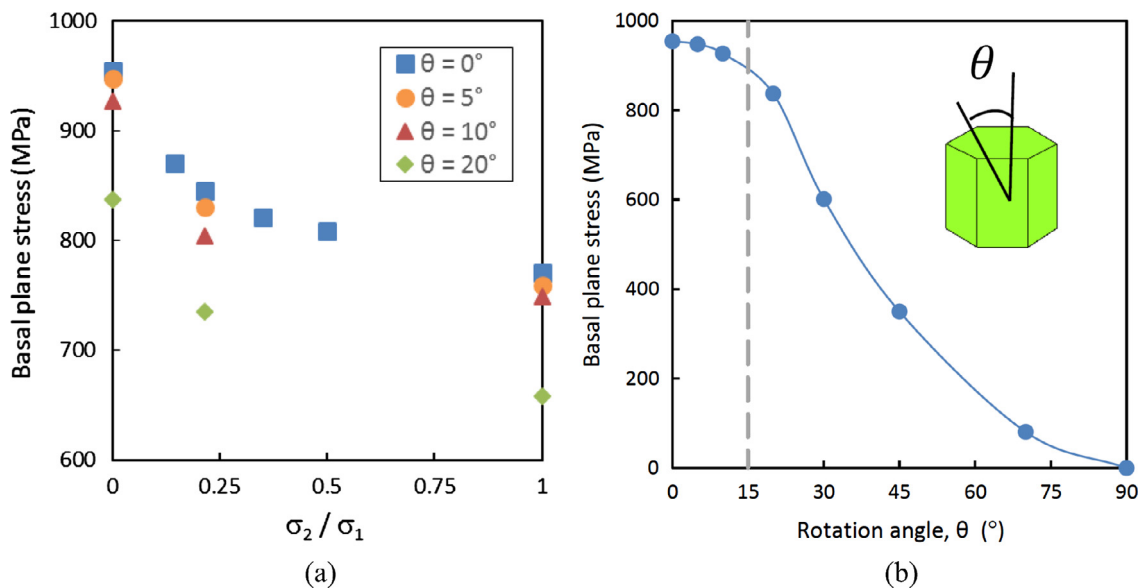 1000
900
800
700
600
Basal plane stress (MPa)
0
0.25
0.5
0.75
1
σ2 / σ1
θ = 0°
θ = 5°
θ = 10°
θ = 20°
(a)
1000
800
600
400
200
0
Basal plane stress (MPa)
θ
0
15
30
45
60
75
90
Rotation angle, θ (°)
(b)